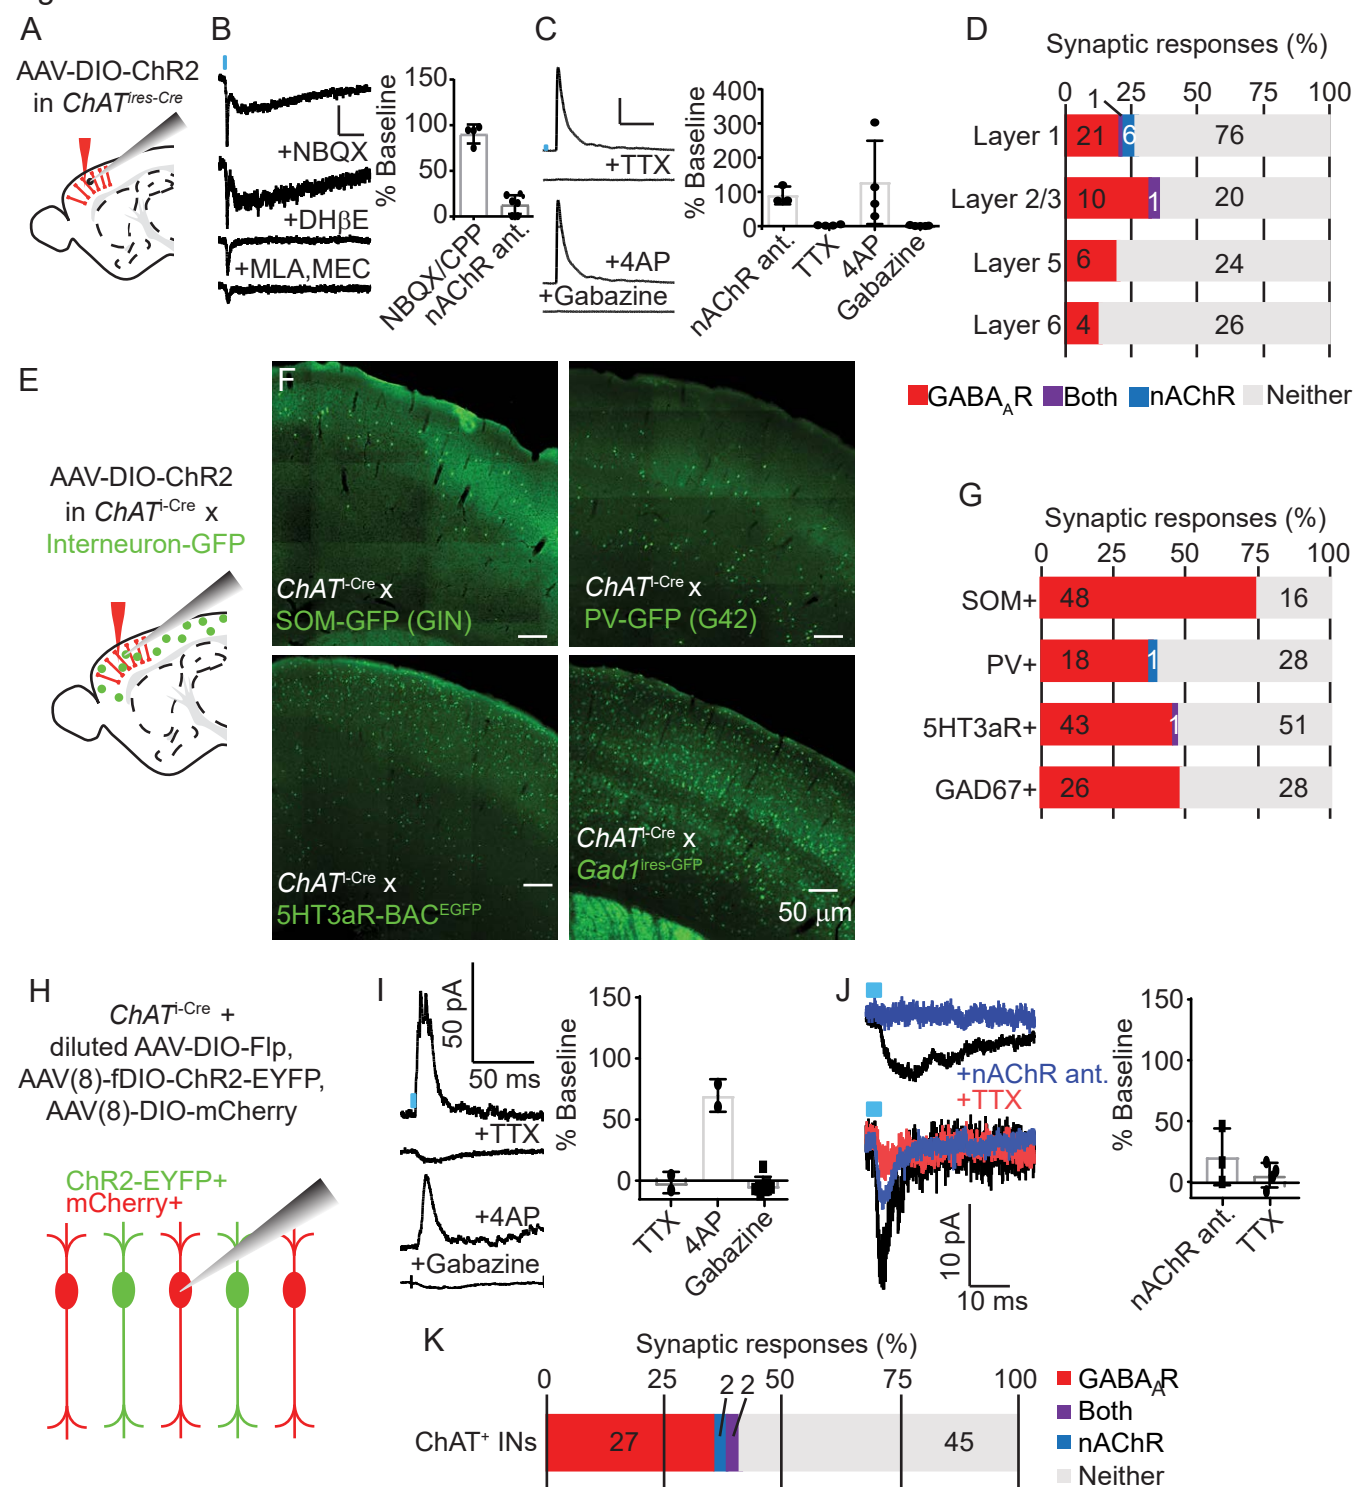 A
AAV-DIO-ChR2
in ChATires-Cre
B
+NBQX
+DHβE
+MLA,MEC
% Baseline
150
100
50
0
NBQX/CPP
nAChR ant.
C
+TTX
+4AP
+Gabazine
% Baseline
400
300
200
100
0
nAChR ant.
TTX
4AP
Gabazine
D
Synaptic responses (%)
0 25 50 75 100
1
Layer 1 21 6 76
Layer 2/3 10 1 20
Layer 5 6 24
Layer 6 4 26
GABAAR Both nAChR Neither
E
AAV-DIO-ChR2
in ChATi-Cre x
Interneuron-GFP
F
ChATI-Cre x
SOM-GFP (GIN)
ChATI-Cre x
PV-GFP (G42)
ChATI-Cre x
5HT3aR-BACEGFP
ChATI-Cre x
Gad1ires-GFP
50 µm
G
Synaptic responses (%)
0 25 50 75 100
SOM+ 48 16
PV+ 18 1 28
5HT3aR+ 43 1 51
GAD67+ 26 28
H
ChATi-Cre +
diluted AAV-DIO-Flp,
AAV(8)-fDIO-ChR2-EYFP,
AAV(8)-DIO-mCherry
ChR2-EYFP+
mCherry+
I
50 pA
50 ms
+TTX
+4AP
+Gabazine
% Baseline
150
100
50
0
TTX
4AP
Gabazine
J
+nAChR ant.
+TTX
10 pA
10 ms
% Baseline
150
100
50
0
nAChR ant.
TTX
K
Synaptic responses (%)
0 25 50 75 100
2 2
ChAT+ INs 27 45
GABAAR
Both
nAChR
Neither